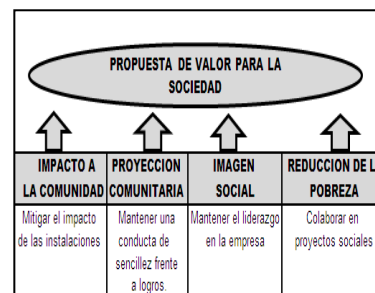 PROPUESTA DE VALOR PARA LA
SOCIEDAD
IMPACTO A
LA COMUNIDAD
PROYECCION
COMUNITARIA
IMAGEN
SOCIAL
REDUCCION DE L
POBREZA
Mitigar el impacto
de las instalaciones
Mantener una
conducta de
sencillez frente
a logros.
Mantener el liderazgo
en la empresa
Colaborar en
proyectos sociales